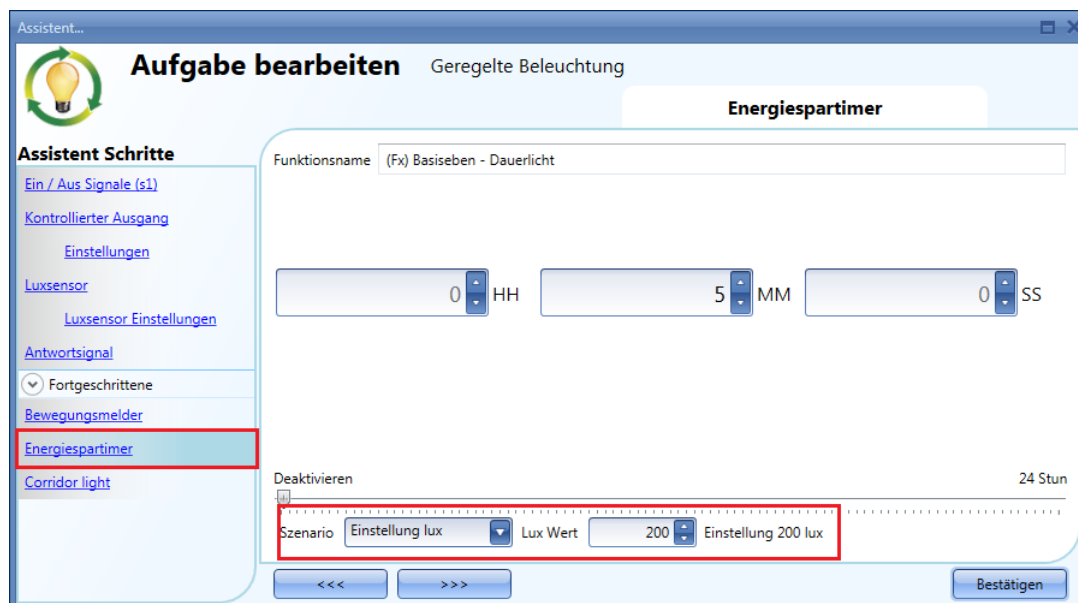 Assistent...
Aufgabe bearbeiten Geregelte Beleuchtung
Energiespartimer
Assistent Schritte
Ein / Aus Signale (s1)
Kontrollierter Ausgang
Einstellungen
Luxsensor
Luxsensor Einstellungen
Antwortsignal
Fortgeschrittene
Bewegungsmelder
Energiespartimer
Corridor light
Funktionsname (Fx) Basiseben - Dauerlicht
0 HH 5 MM 0 SS
Deaktivieren 24 Stun
Szenario Einstellung lux Lux Wert 200 Einstellung 200 lux
<<< >>> Bestätigen